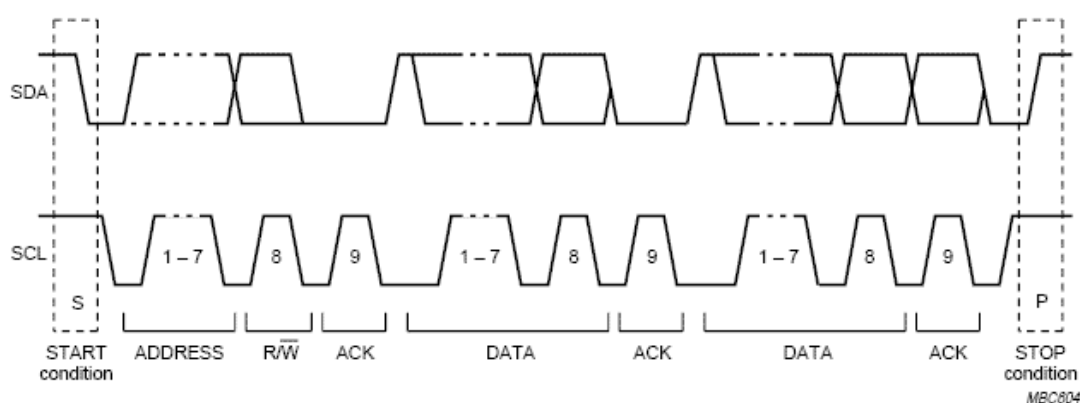 SDA
SCL
1 – 7
8
9
1 – 7
8
9
1 – 7
8
9
S
P
START
condition
ADDRESS
R/W̅
ACK
DATA
ACK
DATA
ACK
STOP
condition
MBC604